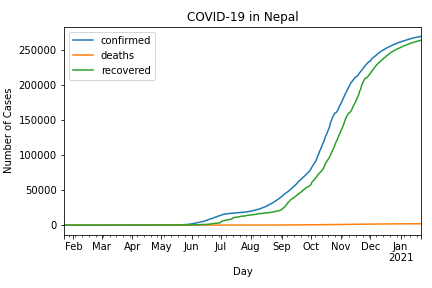 COVID-19 in Nepal
confirmed
deaths
recovered
Number of Cases
250000
200000
150000
100000
50000
0
Feb Mar Apr May Jun Jul Aug Sep Oct Nov Dec Jan
2021
Day